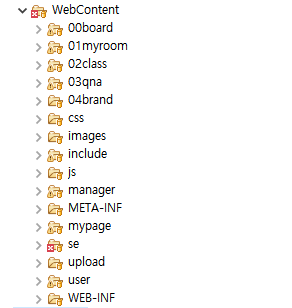 WebContent
00board
01myroom
02class
03qna
04brand
css
images
include
js
manager
META-INF
mypage
se
upload
user
WEB-INF